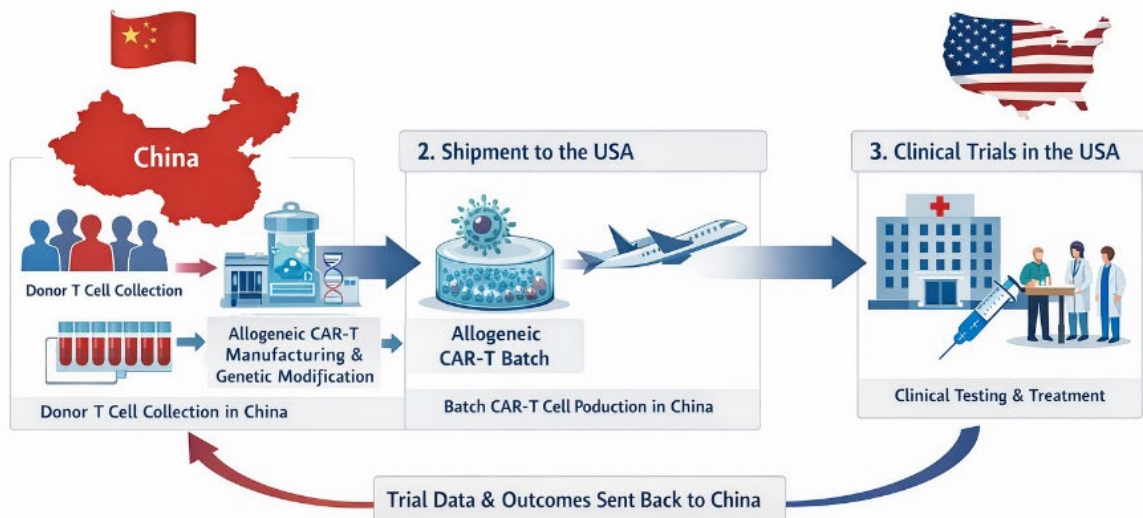 China
Donor T Cell Collection
Allogeneic CAR-T
Manufacturing &
Genetic Modification
Donor T Cell Collection in China
2. Shipment to the USA
Allogeneic
CAR-T Batch
Batch CAR-T Cell Poduction in China
3. Clinical Trials in the USA
Clinical Testing & Treatment
Trial Data & Outcomes Sent Back to China